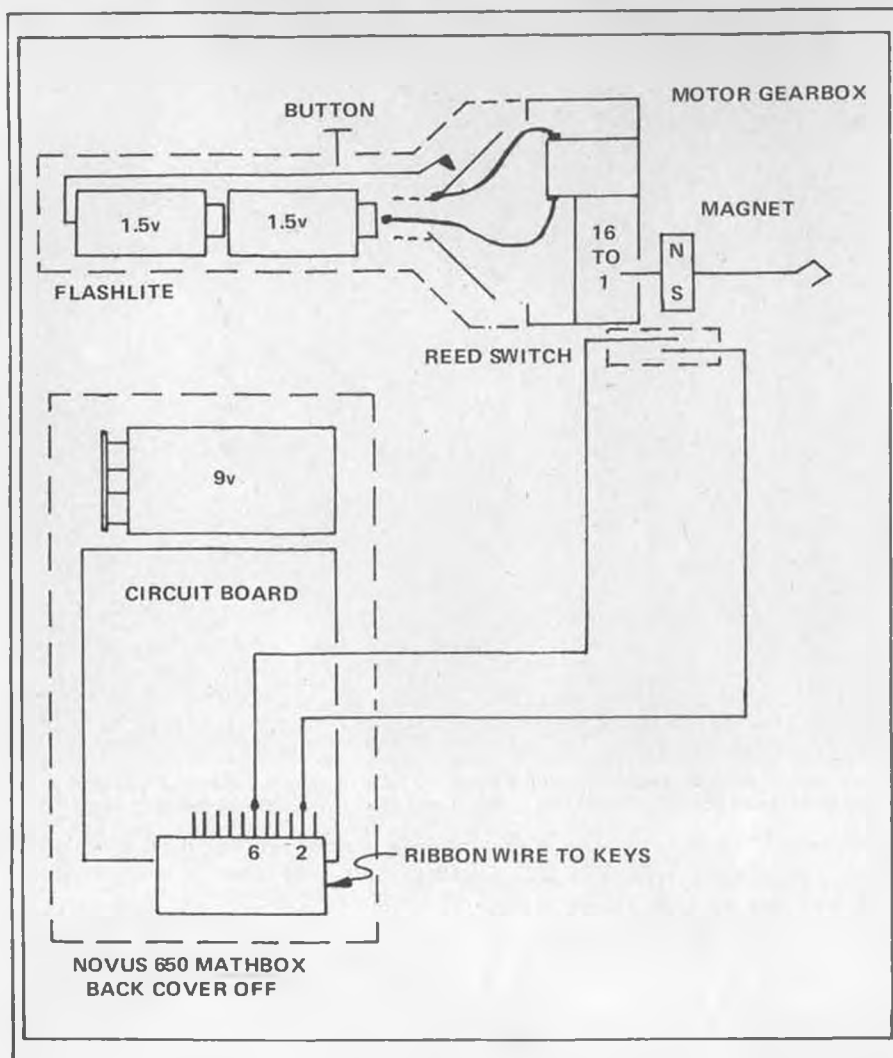 MOTOR GEARBOX
BUTTON
MAGNET
1.5v
1.5v
16
TO
1
N
S
FLASHLITE
REED SWITCH
9v
CIRCUIT BOARD
6
2
RIBBON WIRE TO KEYS
NOVUS 650 MATHBOX
BACK COVER OFF